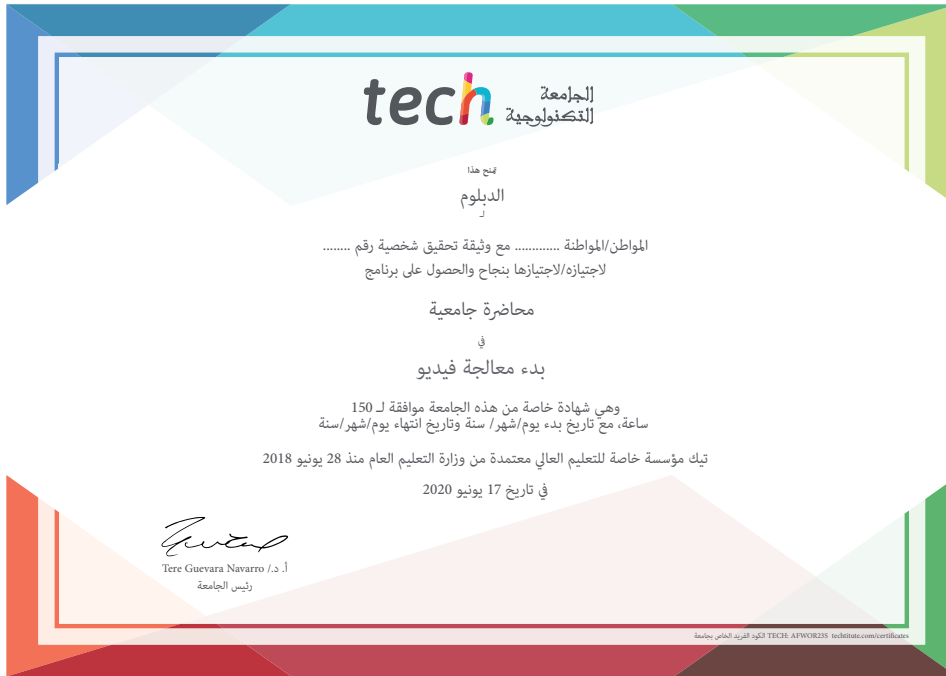 tech الجامعة
التكنولوجية
تمنح هذا
الدبلوم
لـ
المواطن/المواطنة ............ مع وثيقة تحقيق شخصية رقم ........
لاجتيازه/لاجتيازها بنجاح والحصول على برنامج
محاضرة جامعية
في
بدء معالجة فيديو
وهي شهادة خاصة من هذه الجامعة موافقة لـ 150
ساعة، مع تاريخ بدء يوم/شهر/ سنة وتاريخ انتهاء يوم/شهر/سنة
تيك مؤسسة خاصة للتعليم العالي معتمدة من وزارة التعليم العام منذ 28 يونيو 2018
في تاريخ 17 يونيو 2020
أ. د./ Tere Guevara Navarro
رئيس الجامعة
الكود الفريد الخاص بجامعة TECH: AFWOR23S techtitute.com/certificates